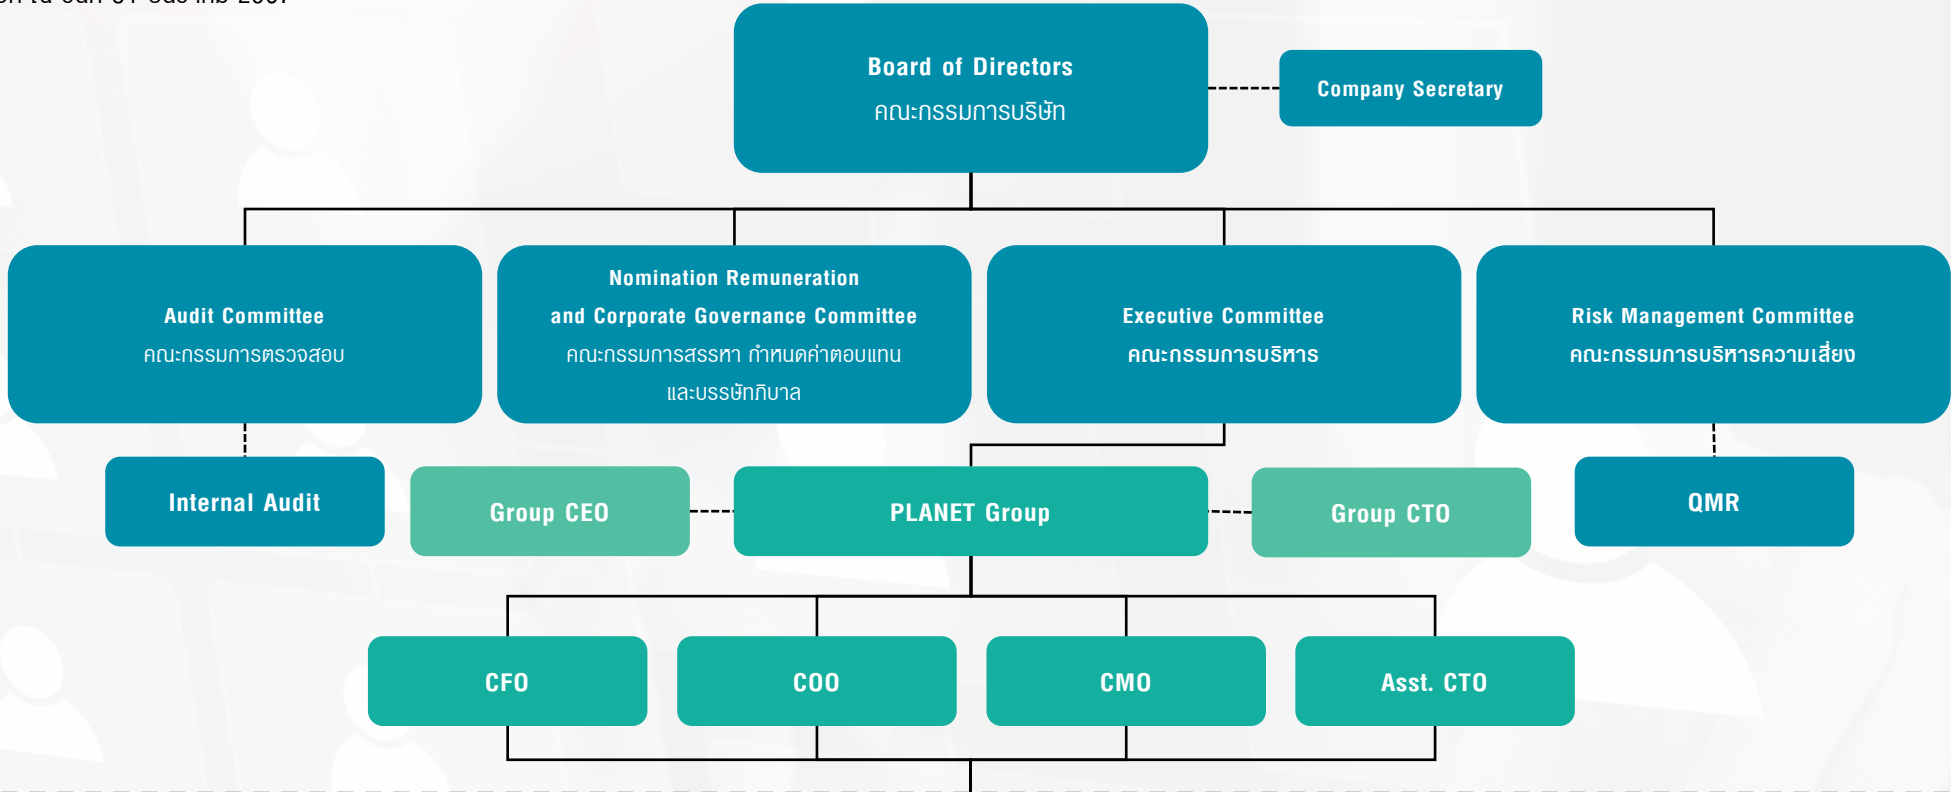 Board of Directors
คณะกรรมการบริษัท
Company Secretary
Audit Committee
คณะกรรมการตรวจสอบ
Nomination Remuneration
and Corporate Governance Committee
คณะกรรมการสรรหา กำหนดค่าตอบแทน
และบรรษัทภิบาล
Executive Committee
คณะกรรมการบริหาร
Risk Management Committee
คณะกรรมการบริหารความเสี่ยง
Internal Audit
Group CEO
PLANET Group
Group CTO
QMR
CFO
COO
CMO
Asst. CTO